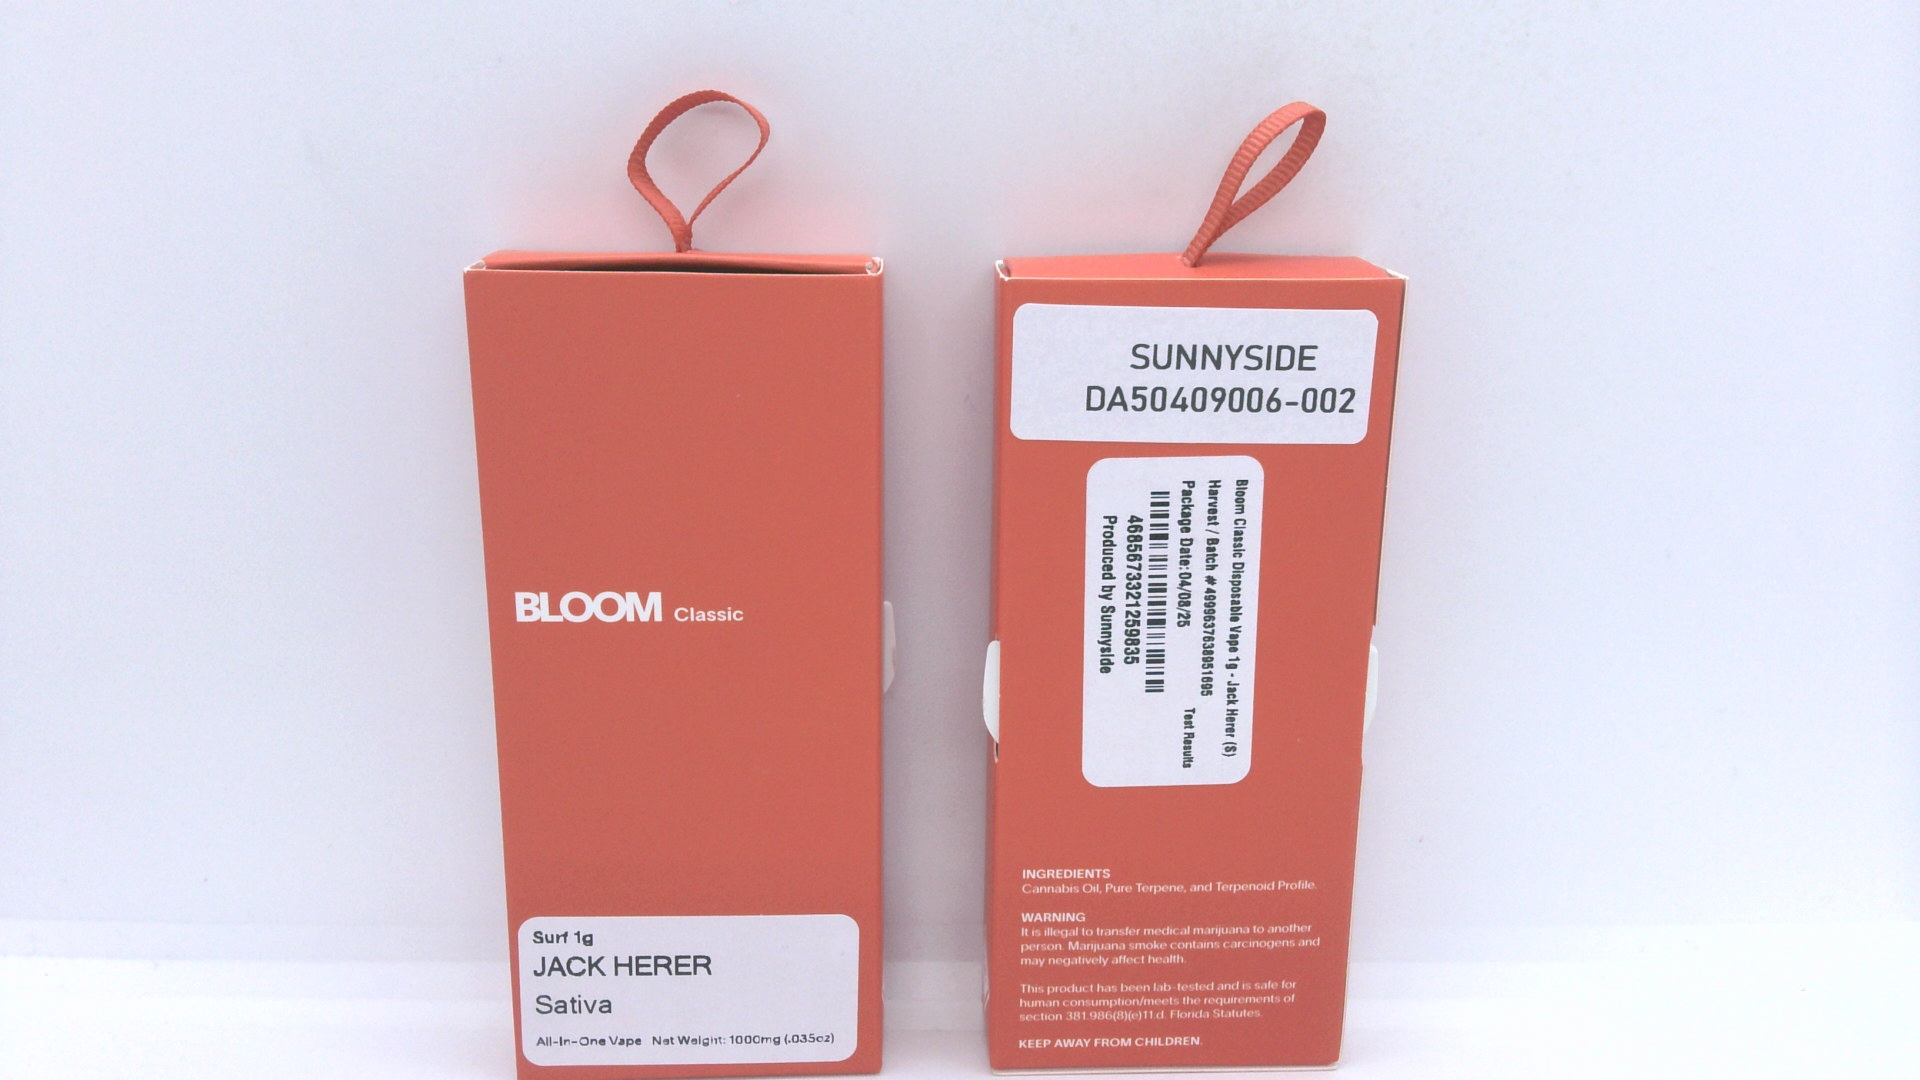 BLOOM Classic
Surf 1g
JACK HERER
Sativa
All-In-One Vape Net Weight: 1000mg (.035oz)
SUNNYSIDE
DA50409006-002
Bloom Classic Disposable Vape 1g - Jack Herer (S)
Harvest / Batch # 4999637638951695
Package Date: 04/08/25 Test Results
4685673321259835
Produced by Sunnyside
INGREDIENTS
Cannabis Oil, Pure Terpene, and Terpenoid Profile.
WARNING
It is illegal to transfer medical marijuana to another
person. Marijuana smoke contains carcinogens and
may negatively affect health.
This product has been lab-tested and is safe for
human consumption/meets the requirements of
section 381.986(8)(e)11.d. Florida Statutes.
KEEP AWAY FROM CHILDREN.